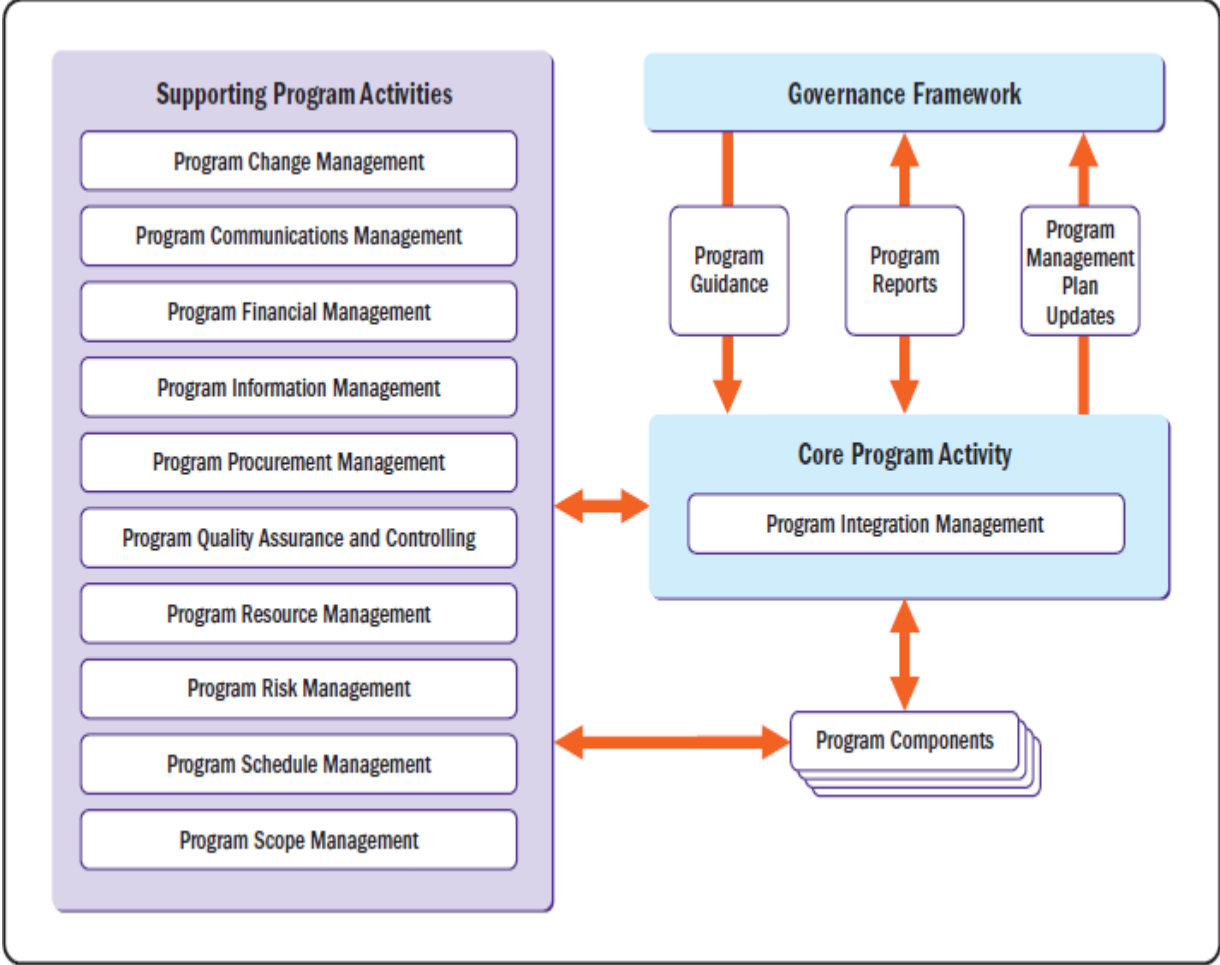 Supporting Program Activities
Program Change Management
Program Communications Management
Program Financial Management
Program Information Management
Program Procurement Management
Program Quality Assurance and Controlling
Program Resource Management
Program Risk Management
Program Schedule Management
Program Scope Management
Governance Framework
Program
Guidance
Program
Reports
Program
Management
Plan
Updates
Core Program Activity
Program Integration Management
Program Components